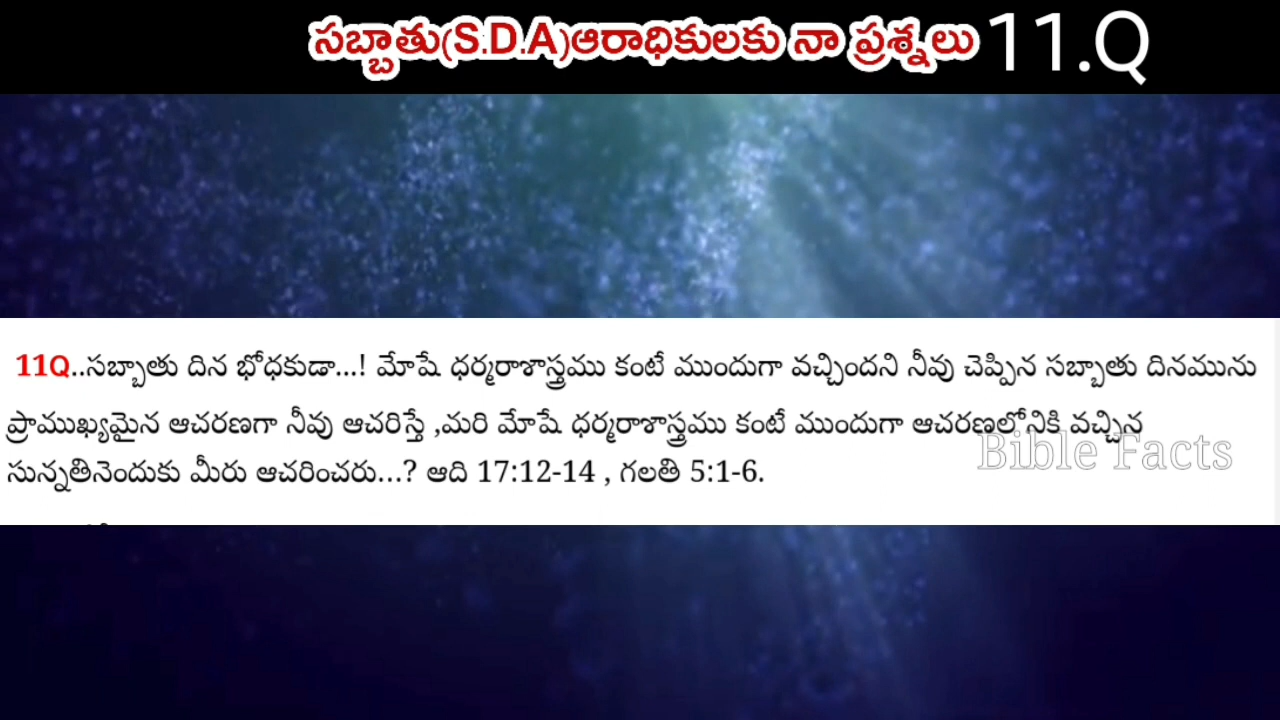 సబ్బాతు(S.D.A)ఆరాధికులకు నా ప్రశ్నలు 11.Q
11Q..సబ్బాతు దిన భోధకుడా...! మోషే ధర్మరాశాస్త్రము కంటే ముందుగా వచ్చిందని నీవు చెప్పిన సబ్బాతు దినమును
ప్రాముఖ్యమైన ఆచరణగా నీవు ఆచరిస్తే ,మరి మోషే ధర్మరాశాస్త్రము కంటే ముందుగా ఆచరణలోనికి వచ్చిన
Bible Facts
సున్నతినెందుకు మీరు ఆచరించరు...? ఆది 17:12-14 , గలతి 5:1-6.